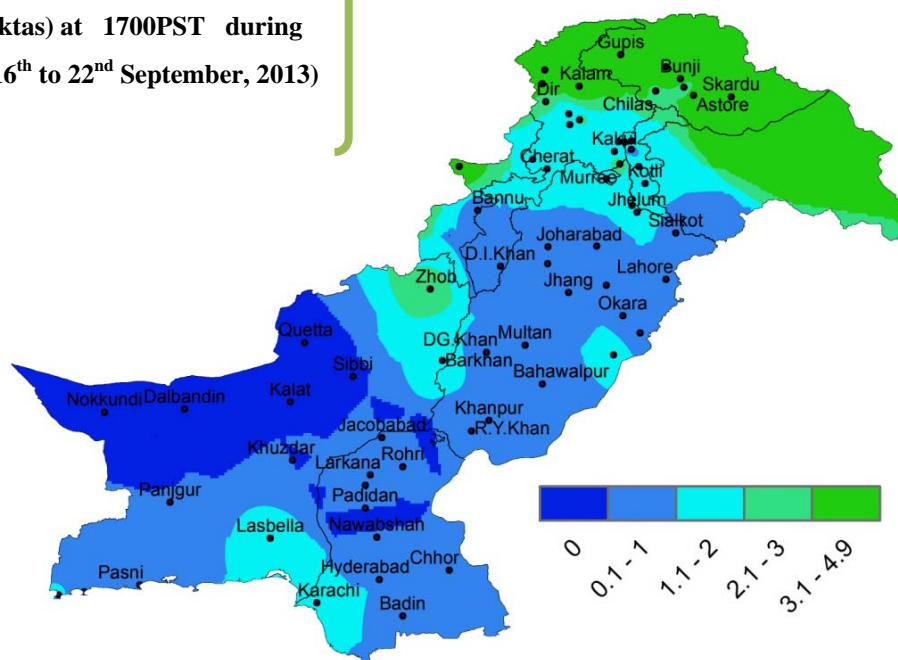 ktas) at 1700PST during
16th to 22nd September, 2013)
Gupis
Bunji
Kalam
Skardu
Dir
Astore
Chilas
Kakul
Cherat
Murree
Kotli
Bannu
Jhelum
Sialkot
Joharabad
D.I.Khan
Lahore
Zhob
Jhang
Okara
Quetta
DG.Khan
Multan
Sibbi
Barkhan
Bahawalpur
Nokkundi
Dalbandin
Kalat
Khanpur
Jacobabad
R.Y.Khan
Khuzdar
Rohri
Larkana
Panjgur
Padidan
Lasbella
Nawabshah
Chhor
Pasni
Hyderabad
Karachi
Badin
0
0.1 - 1
1.1 - 2
2.1 - 3
3.1 - 4.9